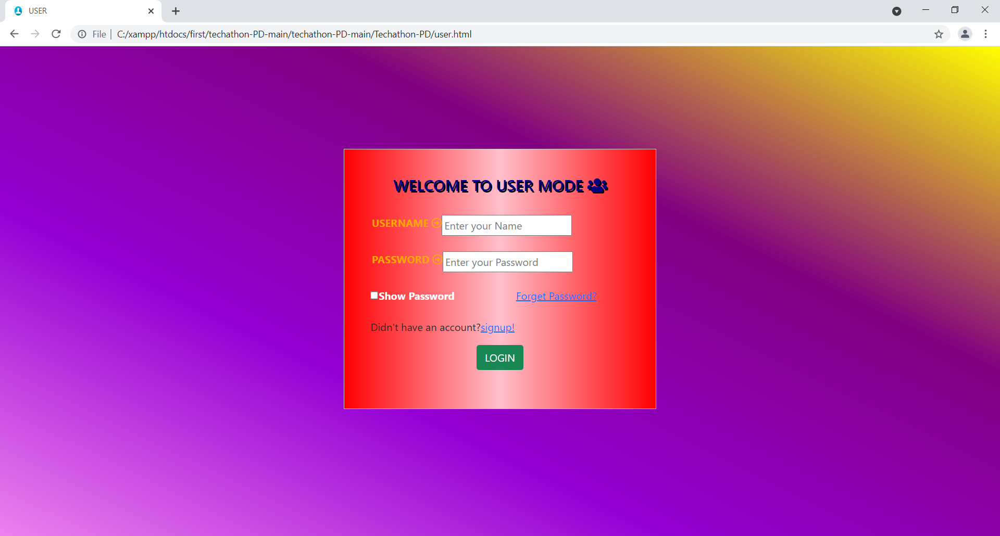 USER
File | C:/xampp/htdocs/first/techathon-PD-main/techathon-PD-main/Techathon-PD/user.html
WELCOME TO USER MODE
USERNAME Enter your Name
PASSWORD Enter your Password
Show Password Forget Password?
Didn't have an account?signup!
LOGIN